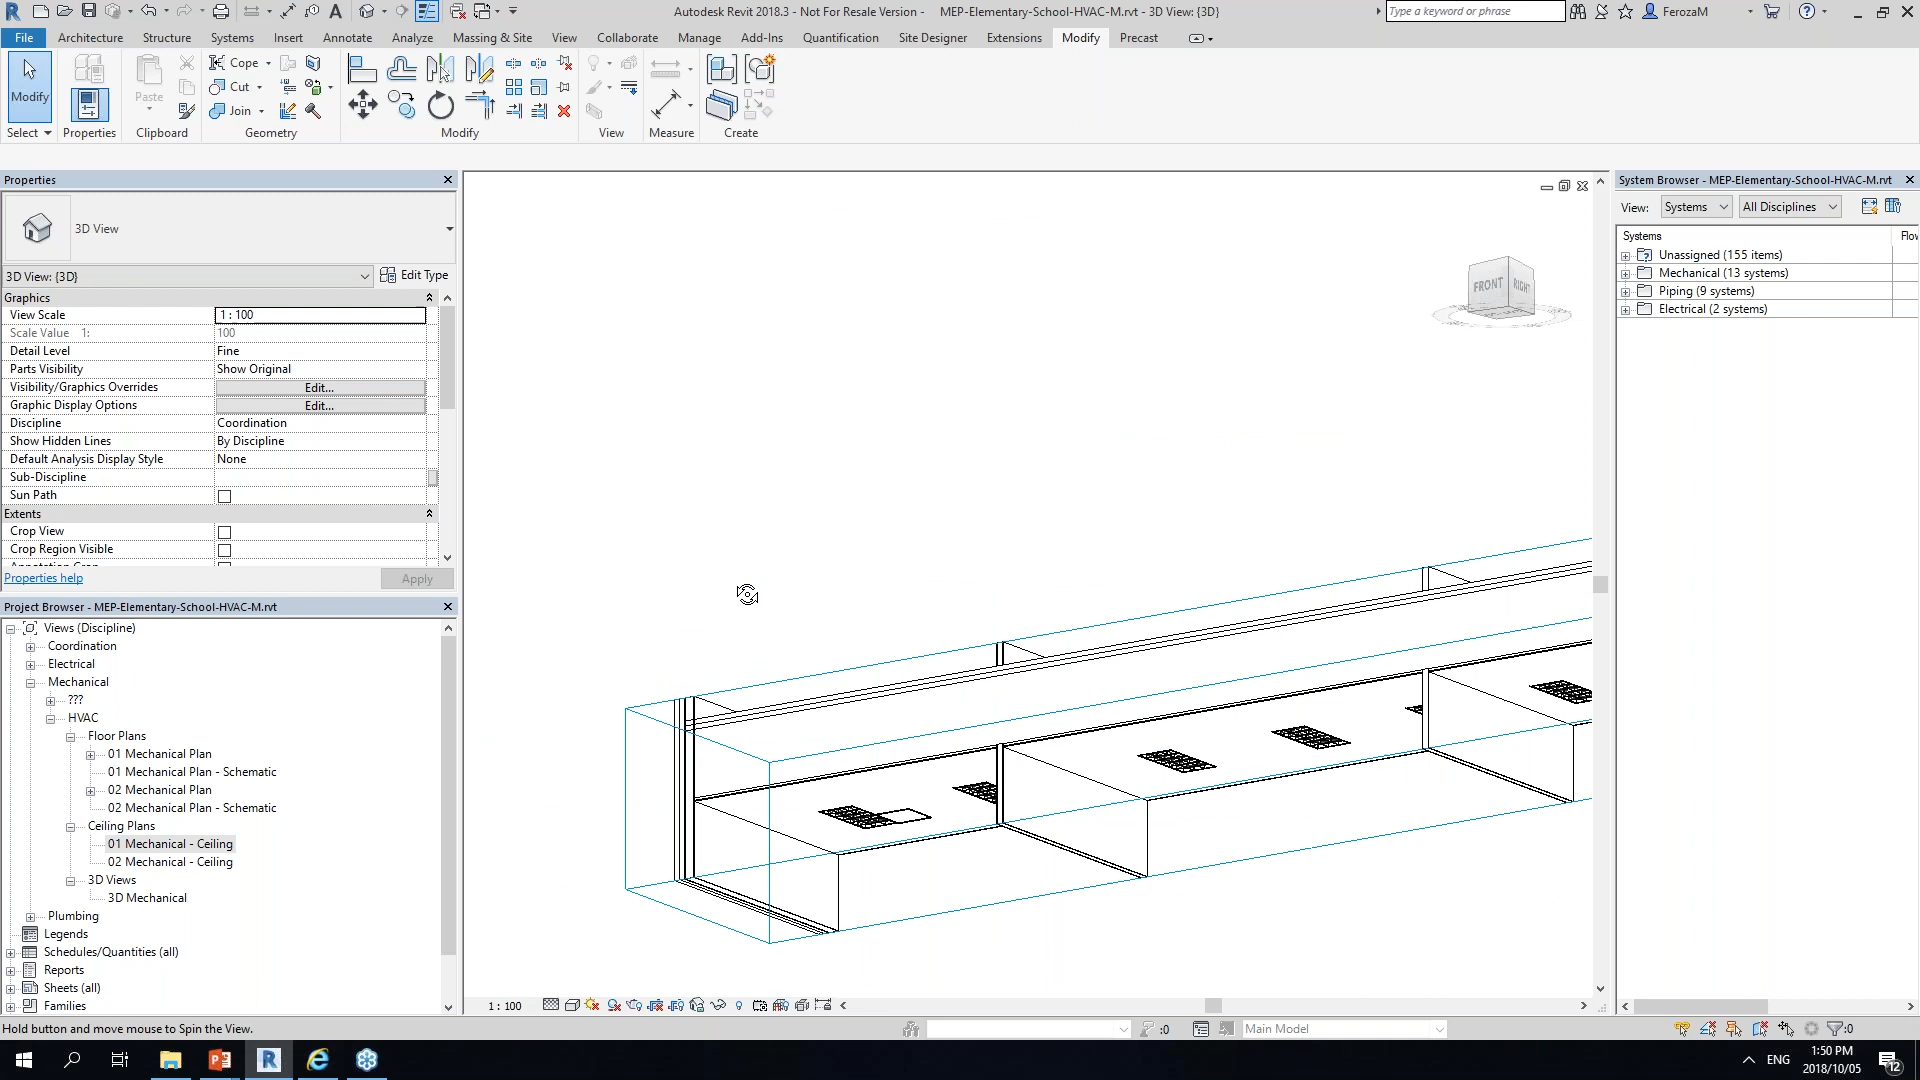 Autodesk Revit 2018.3 - Not For Resale Version - MEP-Elementary-School-HVAC-M.rvt - 3D View: {3D}
Type a keyword or phrase
FerozaM
File Architecture Structure Systems Insert Annotate Analyze Massing & Site View Collaborate Manage Add-Ins Quantification Site Designer Extensions Modify Precast
Modify
Paste
Cope
Cut
Join
Select Properties Clipboard Geometry Modify View Measure Create
Properties
3D View
3D View: {3D}
Edit Type
Graphics
View Scale 1 : 100
Scale Value 1: 100
Detail Level Fine
Parts Visibility Show Original
Visibility/Graphics Overrides Edit...
Graphic Display Options Edit...
Discipline Coordination
Show Hidden Lines By Discipline
Default Analysis Display Style None
Sub-Discipline
Sun Path
Extents
Crop View
Crop Region Visible
Properties help
Apply
Project Browser - MEP-Elementary-School-HVAC-M.rvt
Views (Discipline)
Coordination
Electrical
Mechanical
???
HVAC
Floor Plans
01 Mechanical Plan
01 Mechanical Plan - Schematic
02 Mechanical Plan
02 Mechanical Plan - Schematic
Ceiling Plans
01 Mechanical - Ceiling
02 Mechanical - Ceiling
3D Views
3D Mechanical
Plumbing
Legends
Schedules/Quantities (all)
Reports
Sheets (all)
Families
FRONT
RIGHT
1 : 100
System Browser - MEP-Elementary-School-HVAC-M.rvt
View: Systems All Disciplines
Systems
Unassigned (155 items)
Mechanical (13 systems)
Piping (9 systems)
Electrical (2 systems)
Hold button and move mouse to Spin the View.
:0
Main Model
:0
ENG
1:50 PM
2018/10/05
12